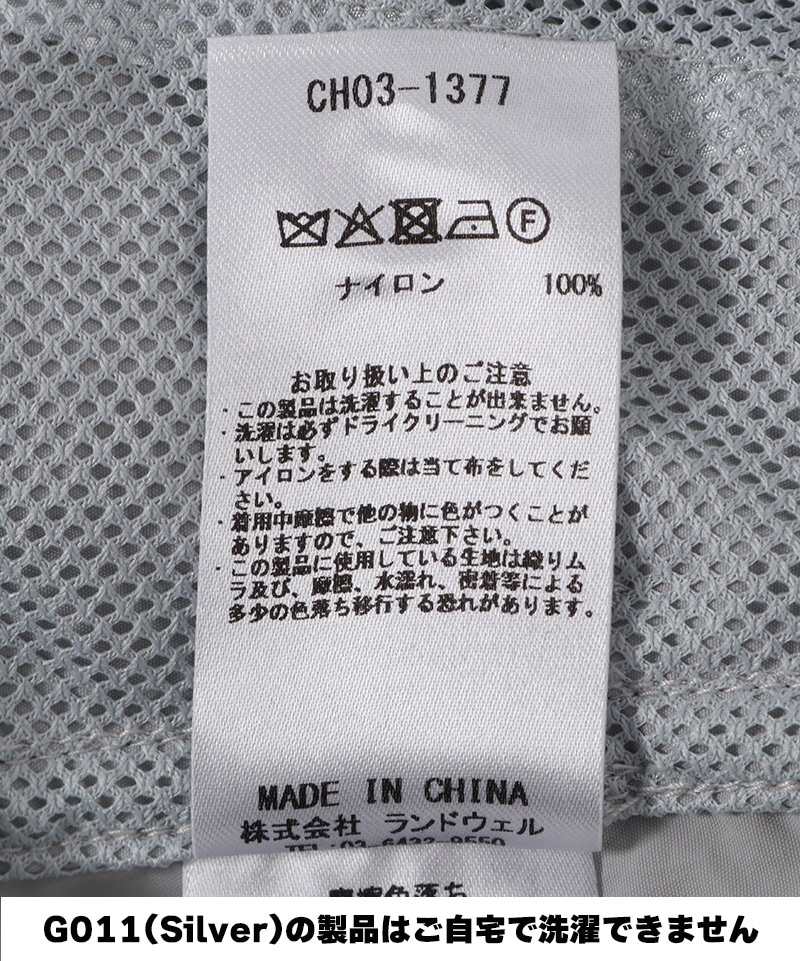 CH03-1377
F
ナイロン 100%
お取り扱い上のご注意
・この製品は洗濯することが出来ません。
・洗濯は必ずドライクリーニングでお願
いします。
・アイロンをする際は当て布をしてくだ
さい。
・着用中摩擦で他の物に色がつくことが
ありますので、ご注意下さい。
・この製品に使用している生地は織りム
ラ及び、摩擦、水濡れ、密着等による
多少の色落ち移行する恐れがあります。
MADE IN CHINA
株式会社 ランドウェル
TEL:03-6432-9550
摩擦色落ち
G011(Silver)の製品はご自宅で洗濯できません